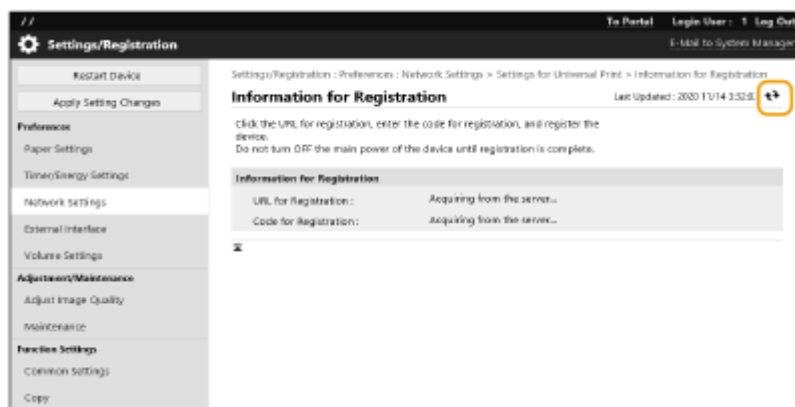 //
To Portal Login User : 1 Log Out
Settings/Registration
E-Mail to System Manager
Restart Device
Apply Setting Changes
Preferences
Paper Settings
Timer/Energy Settings
Network Settings
External Interface
Volume Settings
Adjustment/Maintenance
Adjust Image Quality
Maintenance
Function Settings
Common Settings
Copy
Settings/Registration : Preferences : Network Settings > Settings for Universal Print > Information for Registration
Information for Registration
Last Updated : 2020 11/14 3:52:
Click the URL for registration, enter the code for registration, and register the
device.
Do not turn OFF the main power of the device until registration is complete.
Information for Registration
URL for Registration : Acquiring from the server...
Code for Registration : Acquiring from the server...